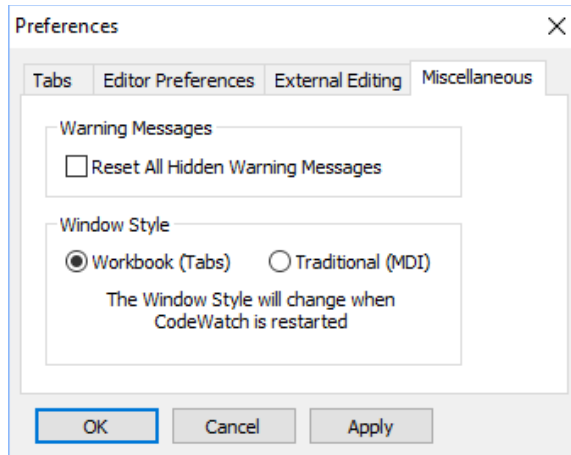 Preferences
Tabs Editor Preferences External Editing Miscellaneous
Warning Messages
Reset All Hidden Warning Messages
Window Style
Workbook (Tabs) Traditional (MDI)
The Window Style will change when
CodeWatch is restarted
OK Cancel Apply